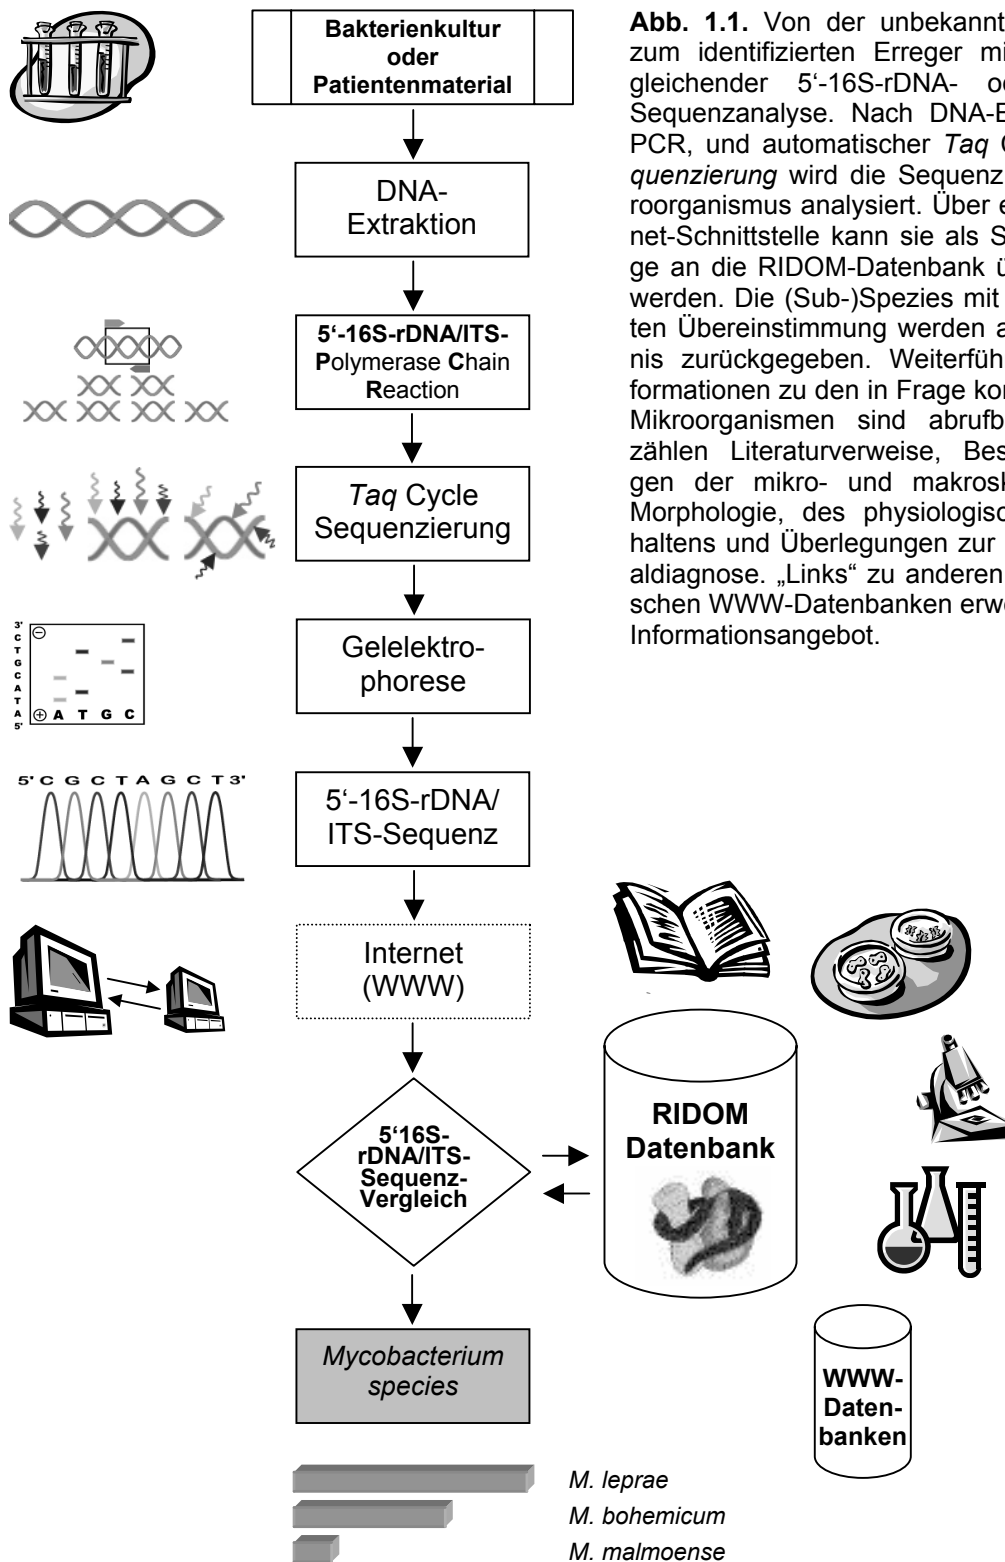 Bakterienkultur
oder
Patientenmaterial
DNA-
Extraktion
5‘-16S-rDNA/ITS-
Polymerase Chain
Reaction
Taq Cycle
Sequenzierung
3'
C
T
G
C
A
T
A
5'
⊖
⊕ A T G C
Gelelektro-
phorese
5' C G C T A G C T 3'
5‘-16S-rDNA/
ITS-Sequenz
Internet
(WWW)
5‘16S-
rDNA/ITS-
Sequenz-
Vergleich
RIDOM
Datenbank
Mycobacterium
species
WWW-
Daten-
banken
M. leprae
M. bohemicum
M. malmoense
Abb. 1.1. Von der unbekannt
zum identifizierten Erreger mi
gleichender 5‘-16S-rDNA- o
Sequenzanalyse. Nach DNA-E
PCR, und automatischer Taq
quenzierung wird die Sequenz
roorganismus analysiert. Über e
net-Schnittstelle kann sie als S
ge an die RIDOM-Datenbank ü
werden. Die (Sub-)Spezies mit
ten Übereinstimmung werden a
nis zurückgegeben. Weiterfüh
formationen zu den in Frage kor
Mikroorganismen sind abrufb
zählen Literaturverweise, Bes
gen der mikro- und makrosk
Morphologie, des physiologisc
haltens und Überlegungen zur
aldiagnose. „Links“ zu anderen
schen WWW-Datenbanken erwe
Informationsangebot.